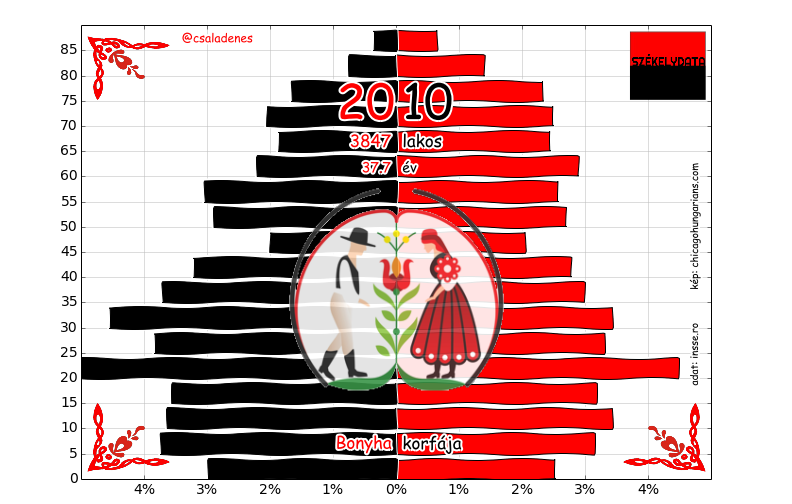 @csaladenes
SZÉKELYDATA
2010
3847 lakos
37.7 év
kép: chicagohungarians.com
adat: insse.ro
Bonyha korfája
85
80
75
70
65
60
55
50
45
40
35
30
25
20
15
10
5
0
4% 3% 2% 1% 0% 1% 2% 3% 4%